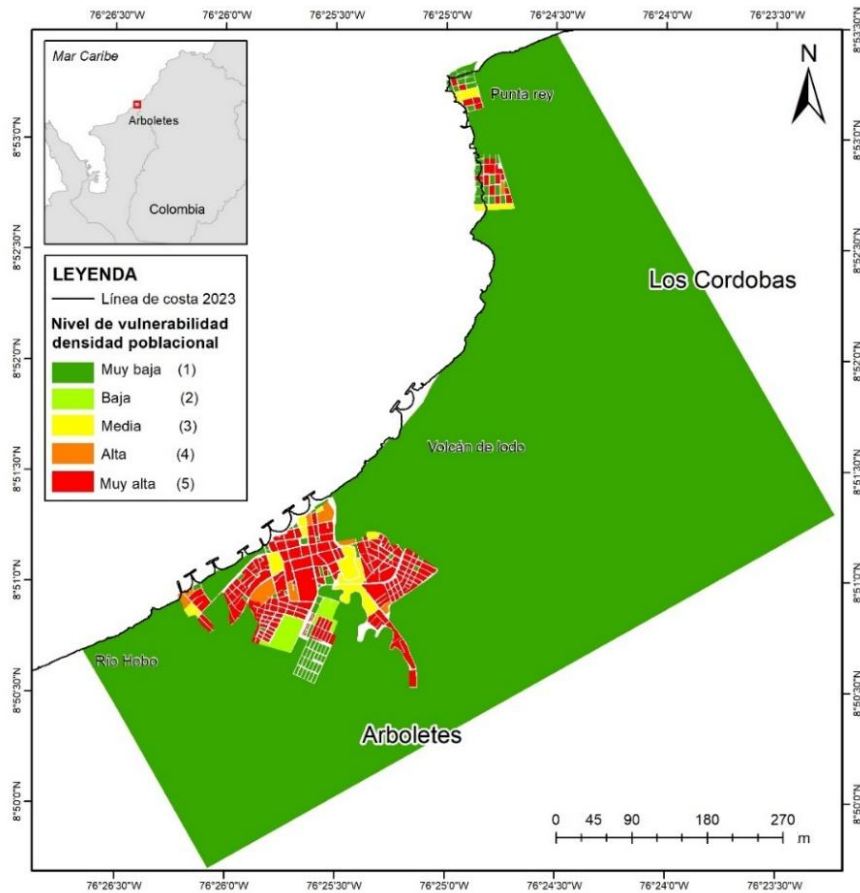 76°26'30"W 76°26'0"W 76°25'30"W 76°25'0"W 76°24'30"W 76°24'0"W 76°23'30"W
8°53'30"N
8°53'0"N 8°53'0"N
8°52'30"N 8°52'30"N
8°52'0"N 8°52'0"N
8°51'30"N 8°51'30"N
8°51'0"N 8°51'0"N
8°50'30"N 8°50'30"N
8°50'0"N 8°50'0"N
Mar Caribe
Arboletes
Colombia
N
Punta rey
Los Cordobas
LEYENDA
Línea de costa 2023
Nivel de vulnerabilidad
densidad poblacional
Muy baja (1)
Baja (2)
Media (3)
Alta (4)
Muy alta (5)
Volcán de lodo
Río Hobo
Arboletes
0 45 90 180 270
m
76°26'30"W 76°26'0"W 76°25'30"W 76°25'0"W 76°24'30"W 76°24'0"W 76°23'30"W